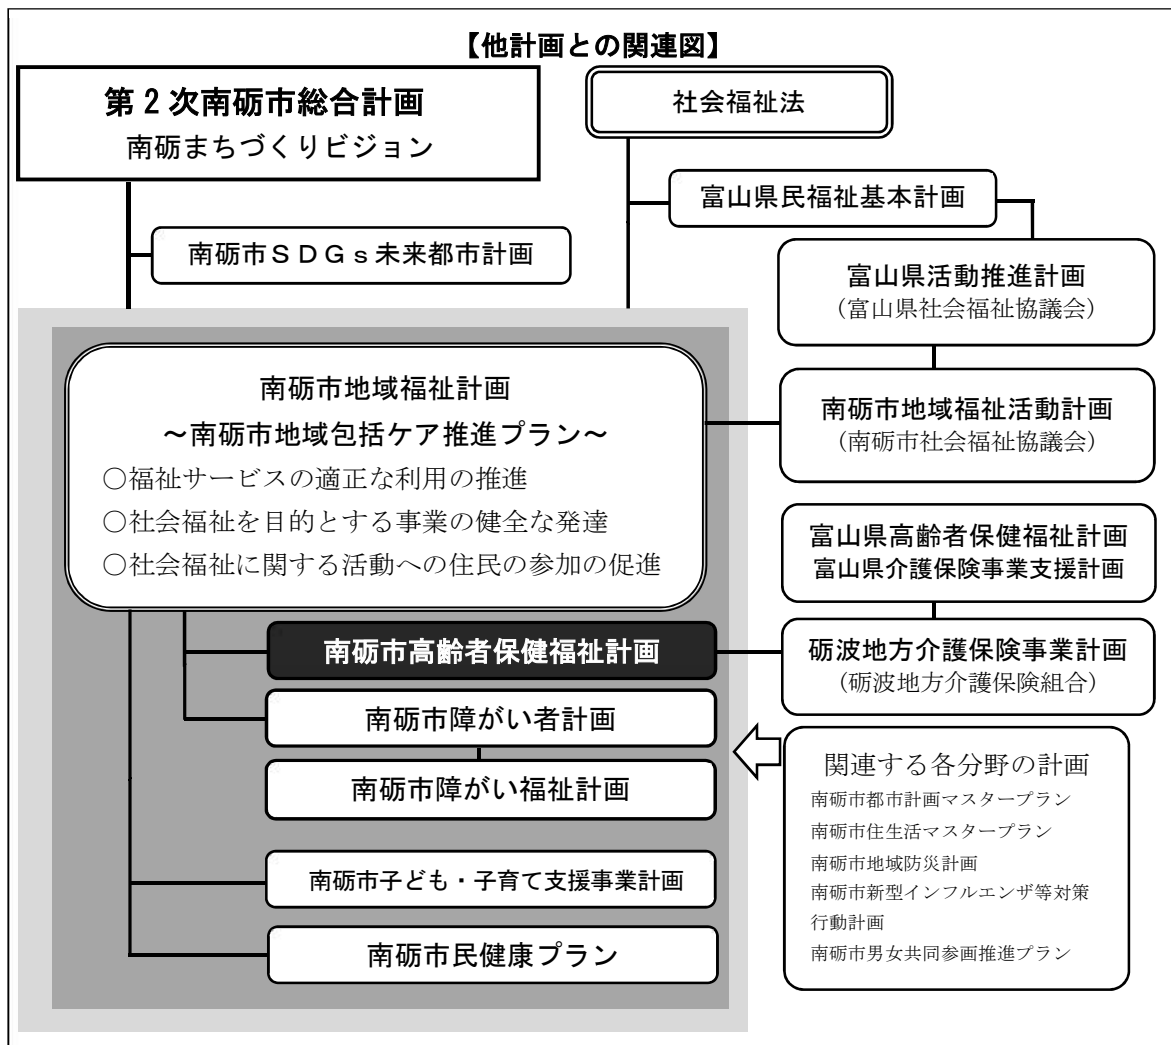 【他計画との関連図】
第２次南砺市総合計画
南砺まちづくりビジョン
社会福祉法
富山県民福祉基本計画
南砺市ＳＤＧｓ未来都市計画
富山県活動推進計画
（富山県社会福祉協議会）
南砺市地域福祉計画
～南砺市地域包括ケア推進プラン～
○福祉サービスの適正な利用の推進
○社会福祉を目的とする事業の健全な発達
○社会福祉に関する活動への住民の参加の促進
南砺市地域福祉活動計画
（南砺市社会福祉協議会）
富山県高齢者保健福祉計画
富山県介護保険事業支援計画
南砺市高齢者保健福祉計画
砺波地方介護保険事業計画
（砺波地方介護保険組合）
南砺市障がい者計画
南砺市障がい福祉計画
南砺市子ども・子育て支援事業計画
南砺市民健康プラン
関連する各分野の計画
南砺市都市計画マスタープラン
南砺市住生活マスタープラン
南砺市地域防災計画
南砺市新型インフルエンザ等対策
行動計画
南砺市男女共同参画推進プラン